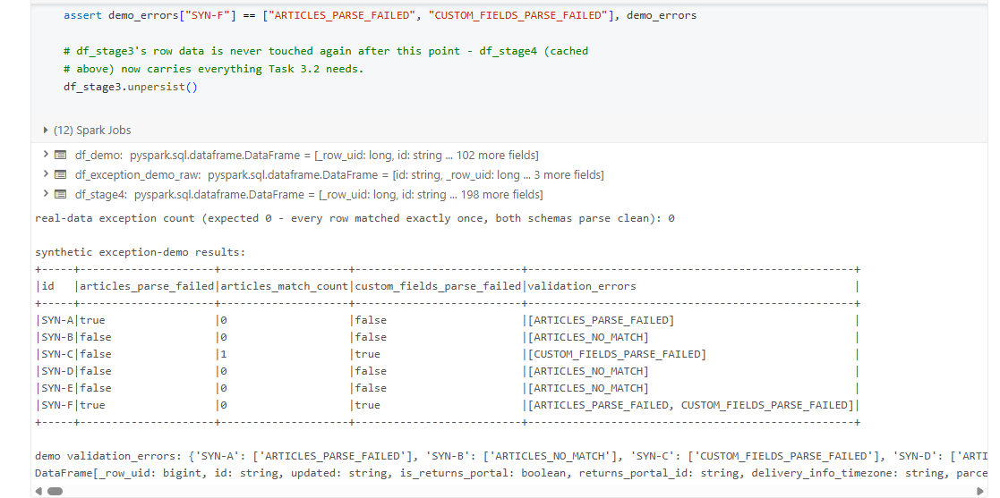 assert demo_errors["SYN-F"] == ["ARTICLES_PARSE_FAILED", "CUSTOM_FIELDS_PARSE_FAILED"], demo_errors
# df_stage3's row data is never touched again after this point - df_stage4 (cached
# above) now carries everything Task 3.2 needs.
df_stage3.unpersist()
(12) Spark Jobs
df_demo: pyspark.sql.dataframe.DataFrame = [_row_uid: long, id: string ... 102 more fields]
df_exception_demo_raw: pyspark.sql.dataframe.DataFrame = [id: string, _row_uid: long ... 3 more fields]
df_stage4: pyspark.sql.dataframe.DataFrame = [_row_uid: long, id: string ... 198 more fields]
real-data exception count (expected 0 - every row matched exactly once, both schemas parse clean): 0
synthetic exception-demo results:
+-----+---------------------+--------------------+--------------------------+---------------------------------------------------+
|id   |articles_parse_failed|articles_match_count|custom_fields_parse_failed|validation_errors                                  |
+-----+---------------------+--------------------+--------------------------+---------------------------------------------------+
|SYN-A|true                 |0                   |false                     |[ARTICLES_PARSE_FAILED]                            |
|SYN-B|false                |0                   |false                     |[ARTICLES_NO_MATCH]                                |
|SYN-C|false                |1                   |true                      |[CUSTOM_FIELDS_PARSE_FAILED]                       |
|SYN-D|false                |0                   |false                     |[ARTICLES_NO_MATCH]                                |
|SYN-E|false                |0                   |false                     |[ARTICLES_NO_MATCH]                                |
|SYN-F|true                 |0                   |true                      |[ARTICLES_PARSE_FAILED, CUSTOM_FIELDS_PARSE_FAILED]|
+-----+---------------------+--------------------+--------------------------+---------------------------------------------------+
demo validation_errors: {'SYN-A': ['ARTICLES_PARSE_FAILED'], 'SYN-B': ['ARTICLES_NO_MATCH'], 'SYN-C': ['CUSTOM_FIELDS_PARSE_FAILED'], 'SYN-D': ['ARTI
DataFrame[_row_uid: bigint, id: string, updated: string, is_returns_portal: boolean, returns_portal_id: string, delivery_info_timezone: string, parce